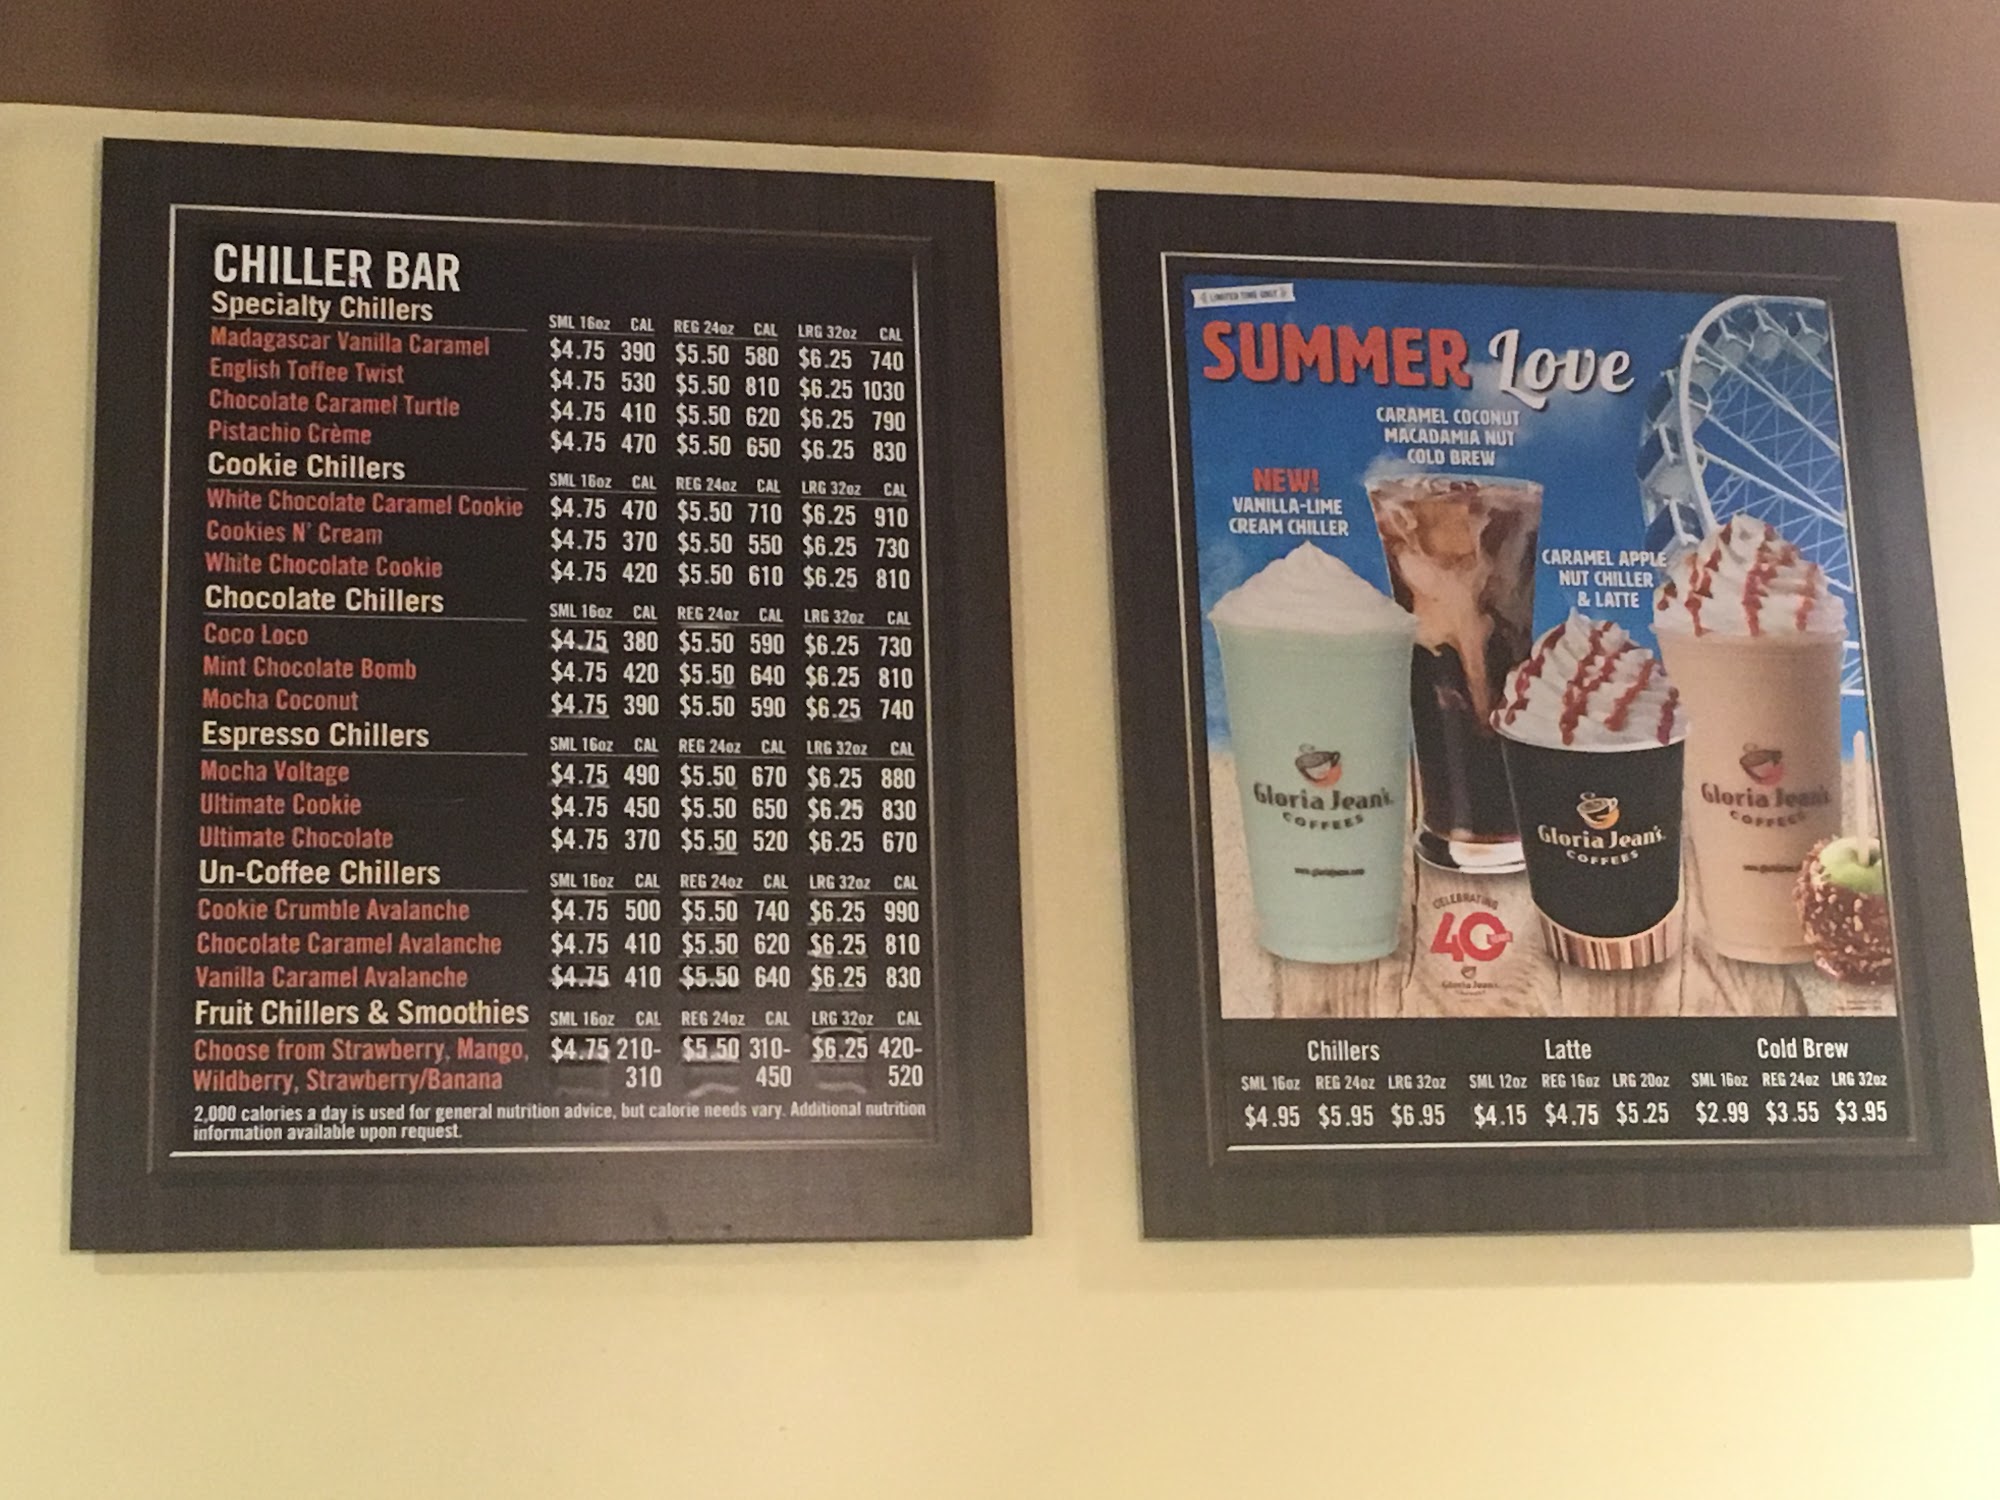 CHILLER BAR
Specialty Chillers SML 16oz CAL REG 24oz CAL LRG 32oz CAL
Madagascar Vanilla Caramel $4.75 390 $5.50 580 $6.25 740
English Toffee Twist $4.75 530 $5.50 810 $6.25 1030
Chocolate Caramel Turtle $4.75 410 $5.50 620 $6.25 790
Pistachio Crème $4.75 470 $5.50 650 $6.25 830
Cookie Chillers SML 16oz CAL REG 24oz CAL LRG 32oz CAL
White Chocolate Caramel Cookie $4.75 470 $5.50 710 $6.25 910
Cookies N' Cream $4.75 370 $5.50 550 $6.25 730
White Chocolate Cookie $4.75 420 $5.50 610 $6.25 810
Chocolate Chillers SML 16oz CAL REG 24oz CAL LRG 32oz CAL
Coco Loco $4.75 380 $5.50 590 $6.25 730
Mint Chocolate Bomb $4.75 420 $5.50 640 $6.25 810
Mocha Coconut $4.75 390 $5.50 590 $6.25 740
Espresso Chillers SML 16oz CAL REG 24oz CAL LRG 32oz CAL
Mocha Voltage $4.75 490 $5.50 670 $6.25 880
Ultimate Cookie $4.75 450 $5.50 650 $6.25 830
Ultimate Chocolate $4.75 370 $5.50 520 $6.25 670
Un-Coffee Chillers SML 16oz CAL REG 24oz CAL LRG 32oz CAL
Cookie Crumble Avalanche $4.75 500 $5.50 740 $6.25 990
Chocolate Caramel Avalanche $4.75 410 $5.50 620 $6.25 810
Vanilla Caramel Avalanche $4.75 410 $5.50 640 $6.25 830
Fruit Chillers & Smoothies SML 16oz CAL REG 24oz CAL LRG 32oz CAL
Choose from Strawberry, Mango, $4.75 210- $5.50 310- $6.25 420-
Wildberry, Strawberry/Banana 310 450 520
2,000 calories a day is used for general nutrition advice, but calorie needs vary. Additional nutrition
information available upon request.
LIMITED TIME ONLY
SUMMER Love
CARAMEL COCONUT
MACADAMIA NUT
COLD BREW
NEW!
VANILLA-LIME
CREAM CHILLER
CARAMEL APPLE
NUT CHILLER
& LATTE
Gloria Jean's
COFFEES
www.gloriajeans.com
Gloria Jean's
COFFEES
Gloria Jean's
COFFEES
CELEBRATING
40
Gloria Jean's
Chillers Latte Cold Brew
SML 16oz REG 24oz LRG 32oz SML 12oz REG 16oz LRG 20oz SML 16oz REG 24oz LRG 32oz
$4.95 $5.95 $6.95 $4.15 $4.75 $5.25 $2.99 $3.55 $3.95